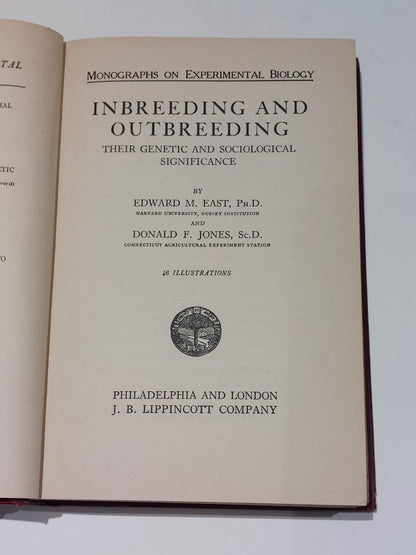 TAL
MONOGRAPHS ON EXPERIMENTAL BIOLOGY
INBREEDING AND
OUTBREEDING
THEIR GENETIC AND SOCIOLOGICAL
SIGNIFICANCE
BY
EDWARD M. EAST, PH.D.
HARVARD UNIVERSITY, BUSSEY INSTITUTION
AND
DONALD F. JONES, SC.D.
CONNECTICUT AGRICULTURAL EXPERIMENT STATION
46 ILLUSTRATIONS
PHILADELPHIA AND LONDON
J. B. LIPPINCOTT COMPANY